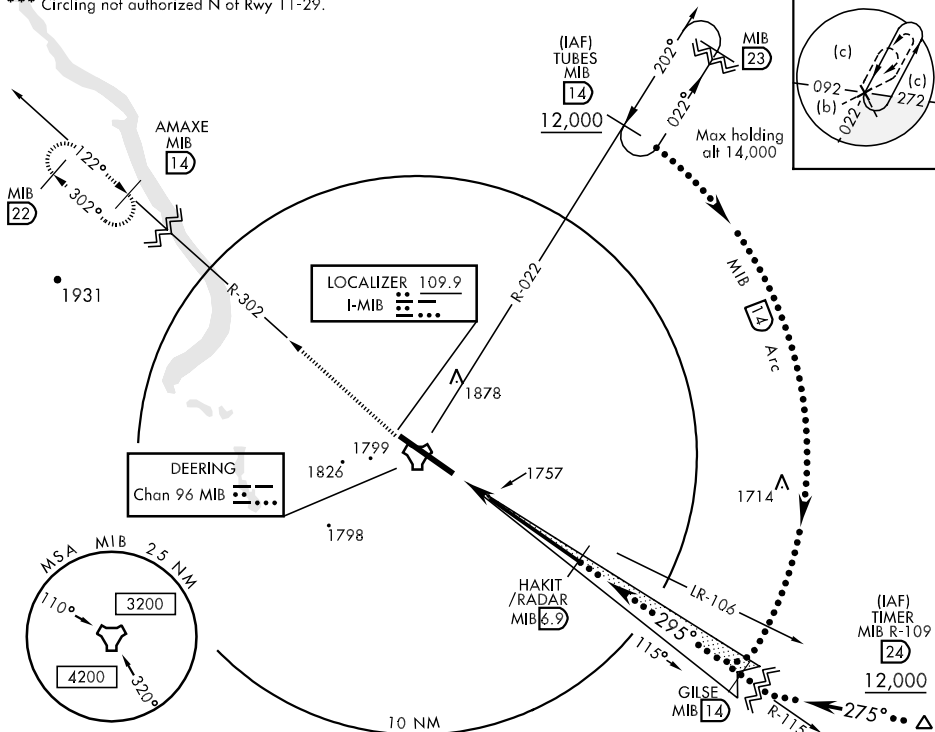 *** Circling not authorized N of Rwy 11-29.
(IAF)
TUBES
MIB
14
12,000
202°
022°
MIB
23
Max holding
alt 14,000
(c)
(c)
092
272
(b)
022
AMAXE
MIB
14
122°
302°
MIB
22
1931
R-302
LOCALIZER 109.9
I-MIB
R-022
MIB 14 Arc
1878
1799
1826
1798
DEERING
Chan 96 MIB
1757
1714
MSA MIB 25 NM
110°
3200
4200
320°
HAKIT
/RADAR
MIB 6.9
LR-106
295°
115°
GILSE
MIB 14
R-115
(IAF)
TIMER
MIB R-109
24
12,000
275°
10 NM